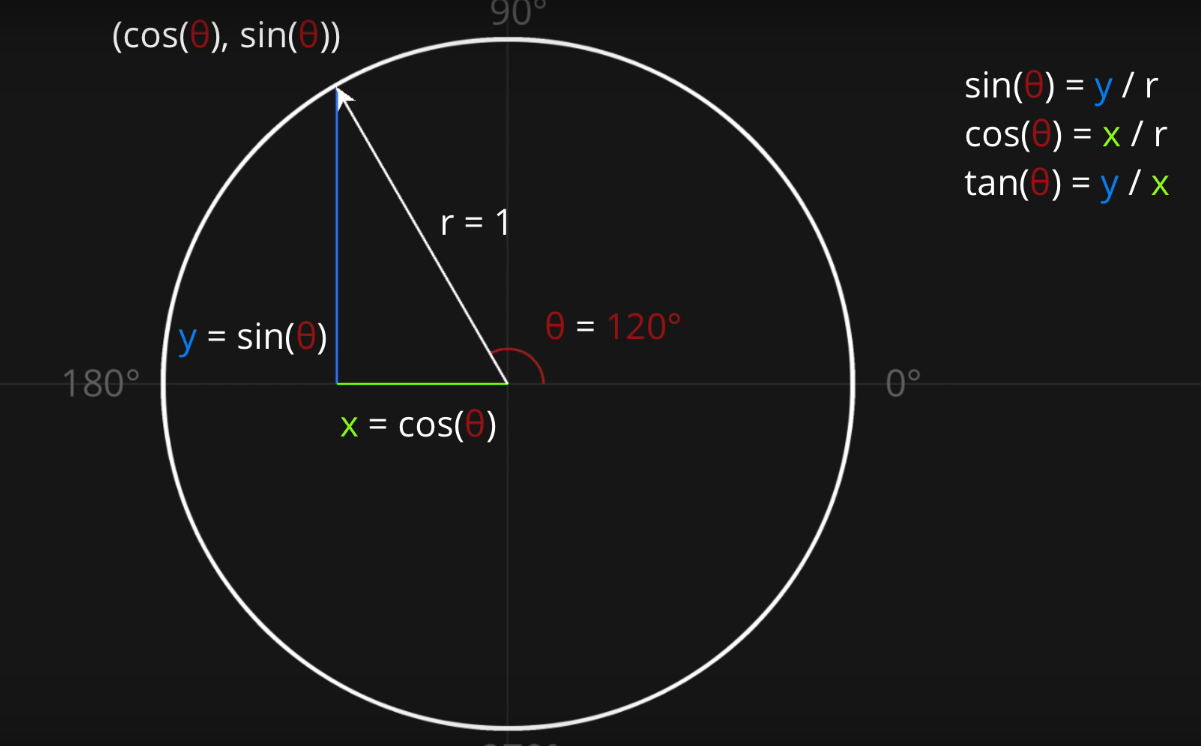 90°
(cos(θ), sin(θ))
sin(θ) = y / r
cos(θ) = x / r
tan(θ) = y / x
r = 1
θ = 120°
y = sin(θ)
180°
0°
x = cos(θ)